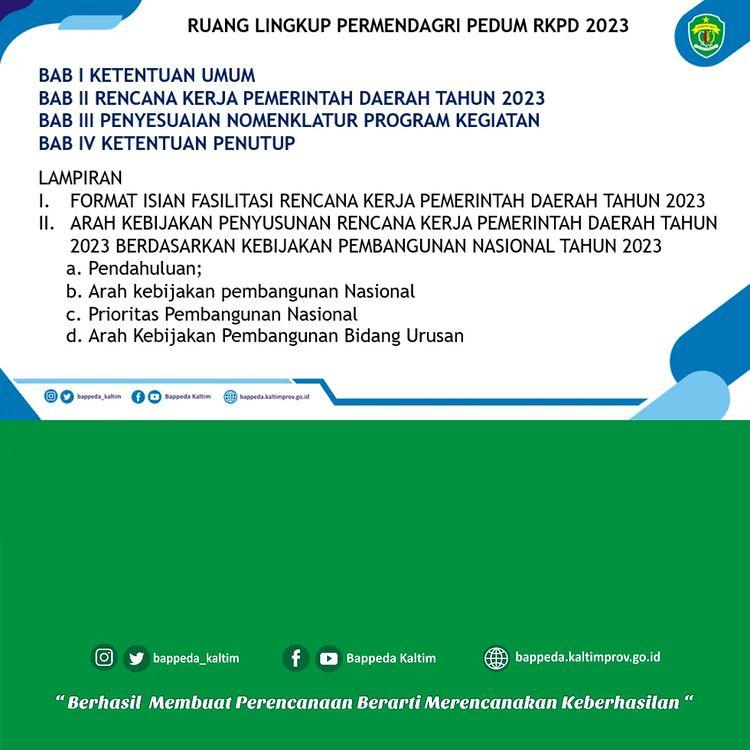 RUANG LINGKUP PERMENDAGRI PEDUM RKPD 2023
BAB I KETENTUAN UMUM
BAB II RENCANA KERJA PEMERINTAH DAERAH TAHUN 2023
BAB III PENYESUAIAN NOMENKLATUR PROGRAM KEGIATAN
BAB IV KETENTUAN PENUTUP
LAMPIRAN
I. FORMAT ISIAN FASILITASI RENCANA KERJA PEMERINTAH DAERAH TAHUN 2023
II. ARAH KEBIJAKAN PENYUSUNAN RENCANA KERJA PEMERINTAH DAERAH TAHUN
2023 BERDASARKAN KEBIJAKAN PEMBANGUNAN NASIONAL TAHUN 2023
a. Pendahuluan;
b. Arah kebijakan pembangunan Nasional
c. Prioritas Pembangunan Nasional
d. Arah Kebijakan Pembangunan Bidang Urusan
bappeda_kaltim Bappeda Kaltim bappeda.kaltimprov.go.id
bappeda_kaltim Bappeda Kaltim bappeda.kaltimprov.go.id
“ Berhasil Membuat Perencanaan Berarti Merencanakan Keberhasilan “